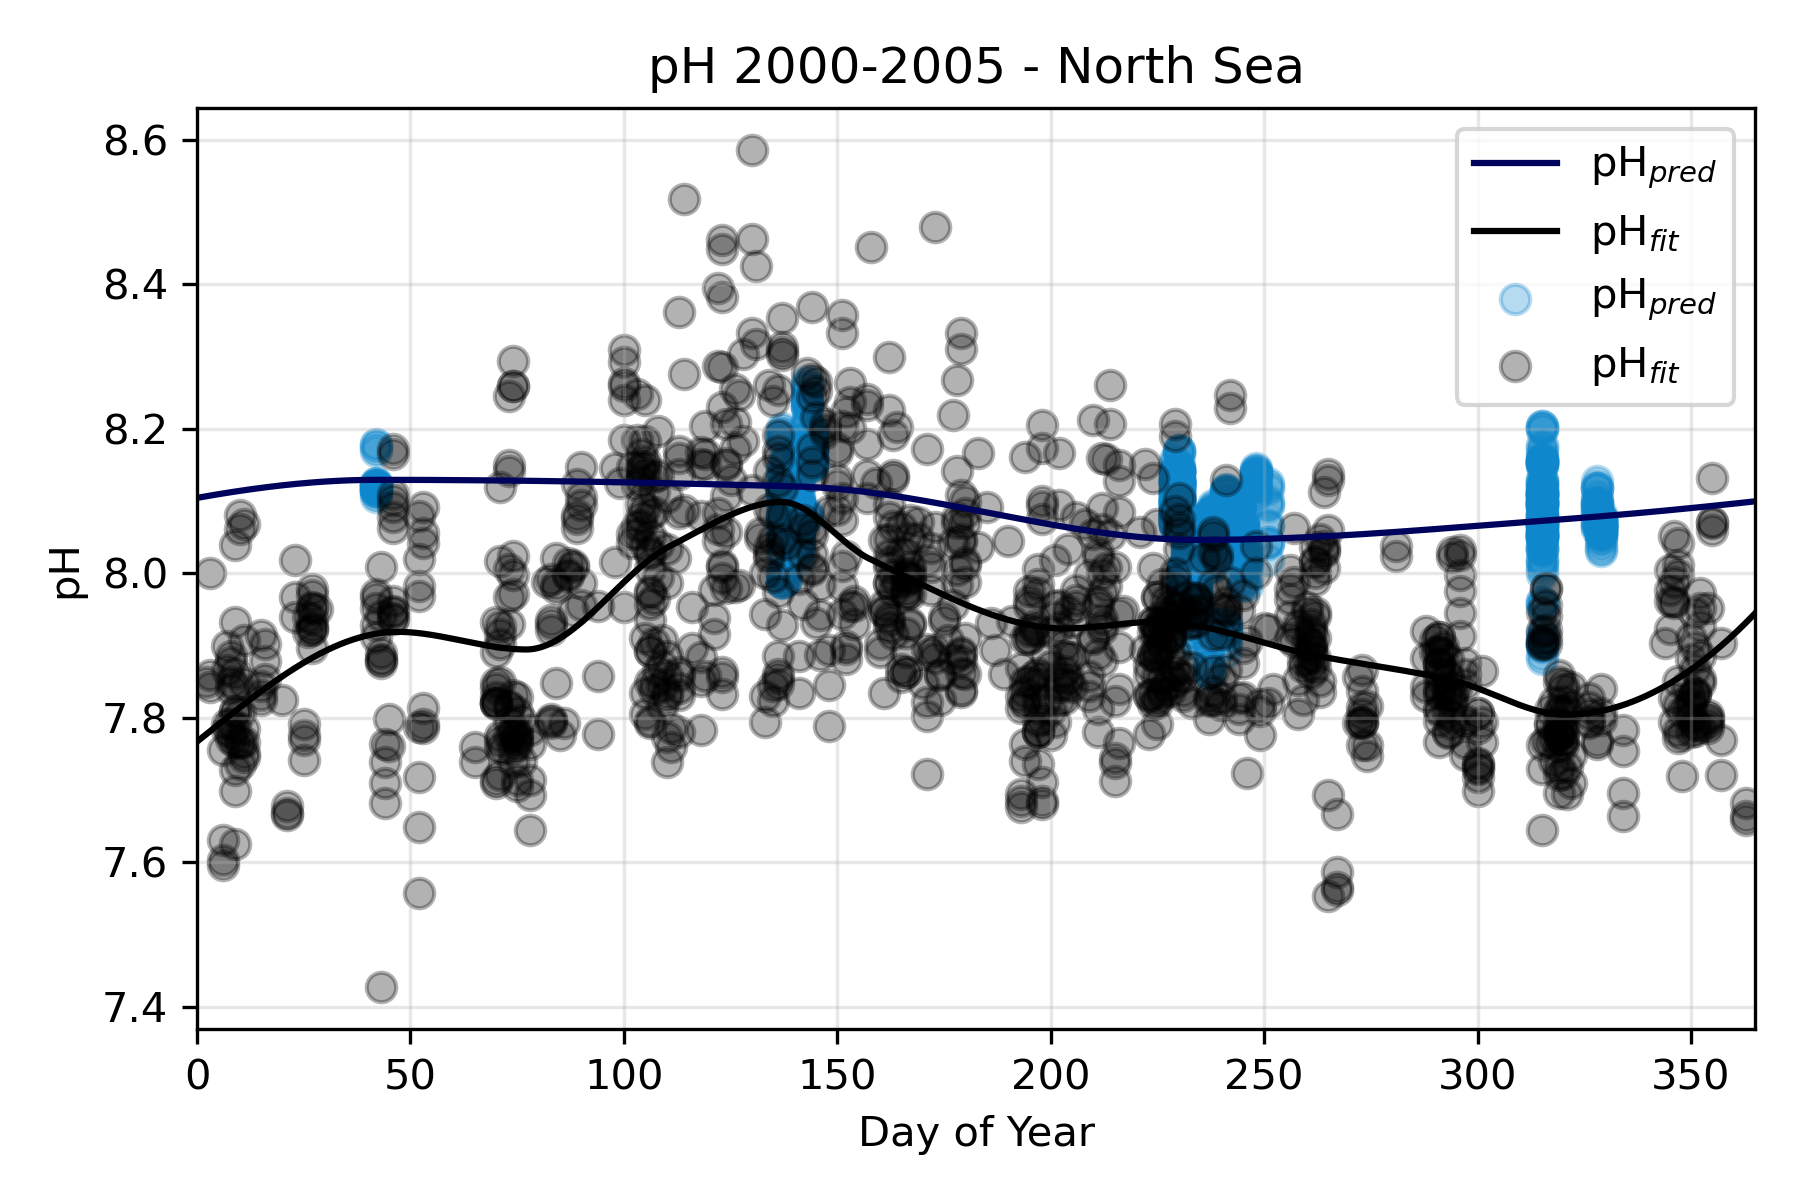 pH 2000-2005 - North Sea
8.6
8.4
8.2
8.0
7.8
7.6
7.4
pH
pH_pred
pH_fit
pH_pred
pH_fit
0 50 100 150 200 250 300 350
Day of Year